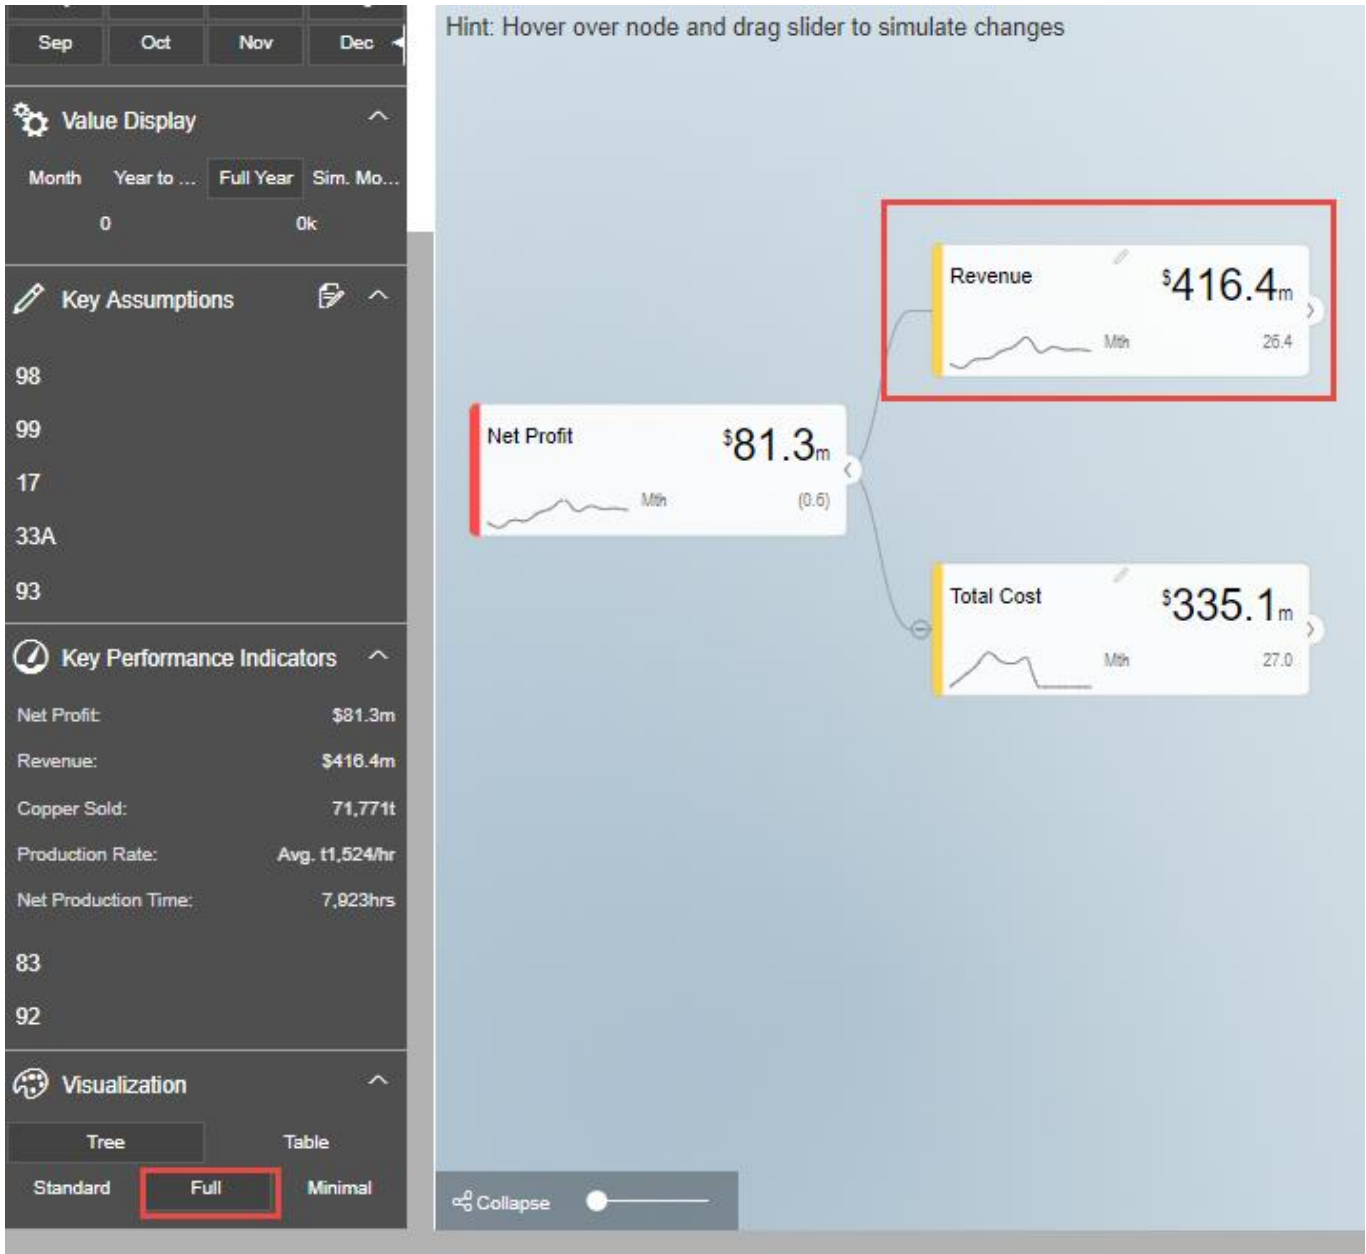 Sep Oct Nov Dec
Value Display
Month Year to ... Full Year Sim. Mo...
0 0k
Key Assumptions
98
99
17
33A
93
Key Performance Indicators
Net Profit: $81.3m
Revenue: $416.4m
Copper Sold: 71,771t
Production Rate: Avg. t1,524/hr
Net Production Time: 7,923hrs
83
92
Visualization
Tree Table
Standard Full Minimal
Hint: Hover over node and drag slider to simulate changes
Revenue $416.4m
Mth 26.4
Net Profit $81.3m
Mth (0.6)
Total Cost $335.1m
Mth 27.0
Collapse